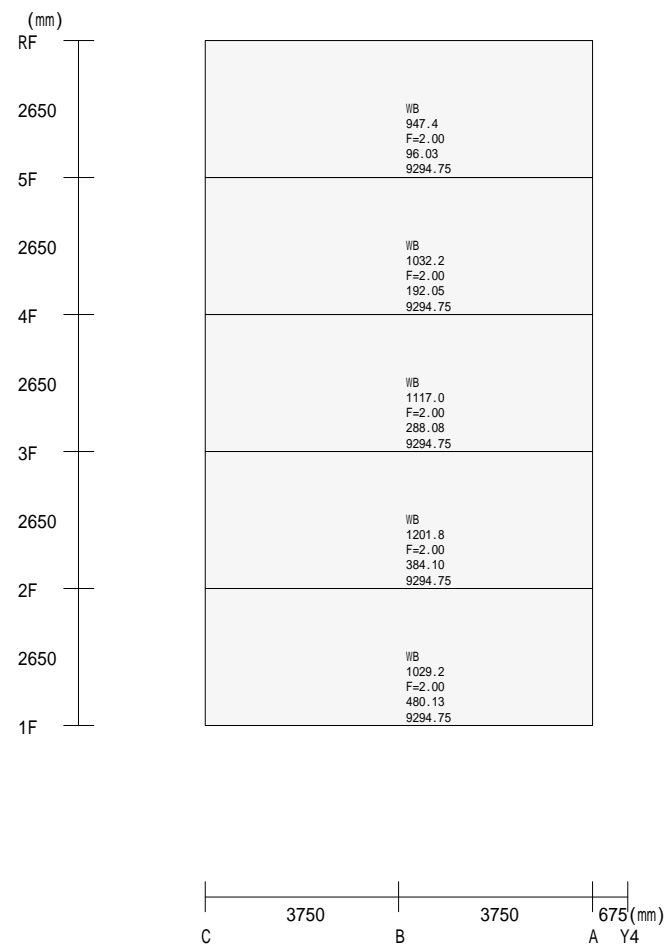 (mm)
RF
2650
WB
947.4
F=2.00
96.03
9294.75
5F
2650
WB
1032.2
F=2.00
192.05
9294.75
4F
2650
WB
1117.0
F=2.00
288.08
9294.75
3F
2650
WB
1201.8
F=2.00
384.10
9294.75
2F
2650
WB
1029.2
F=2.00
480.13
9294.75
1F
3750 3750 675 (mm)
C B A Y4